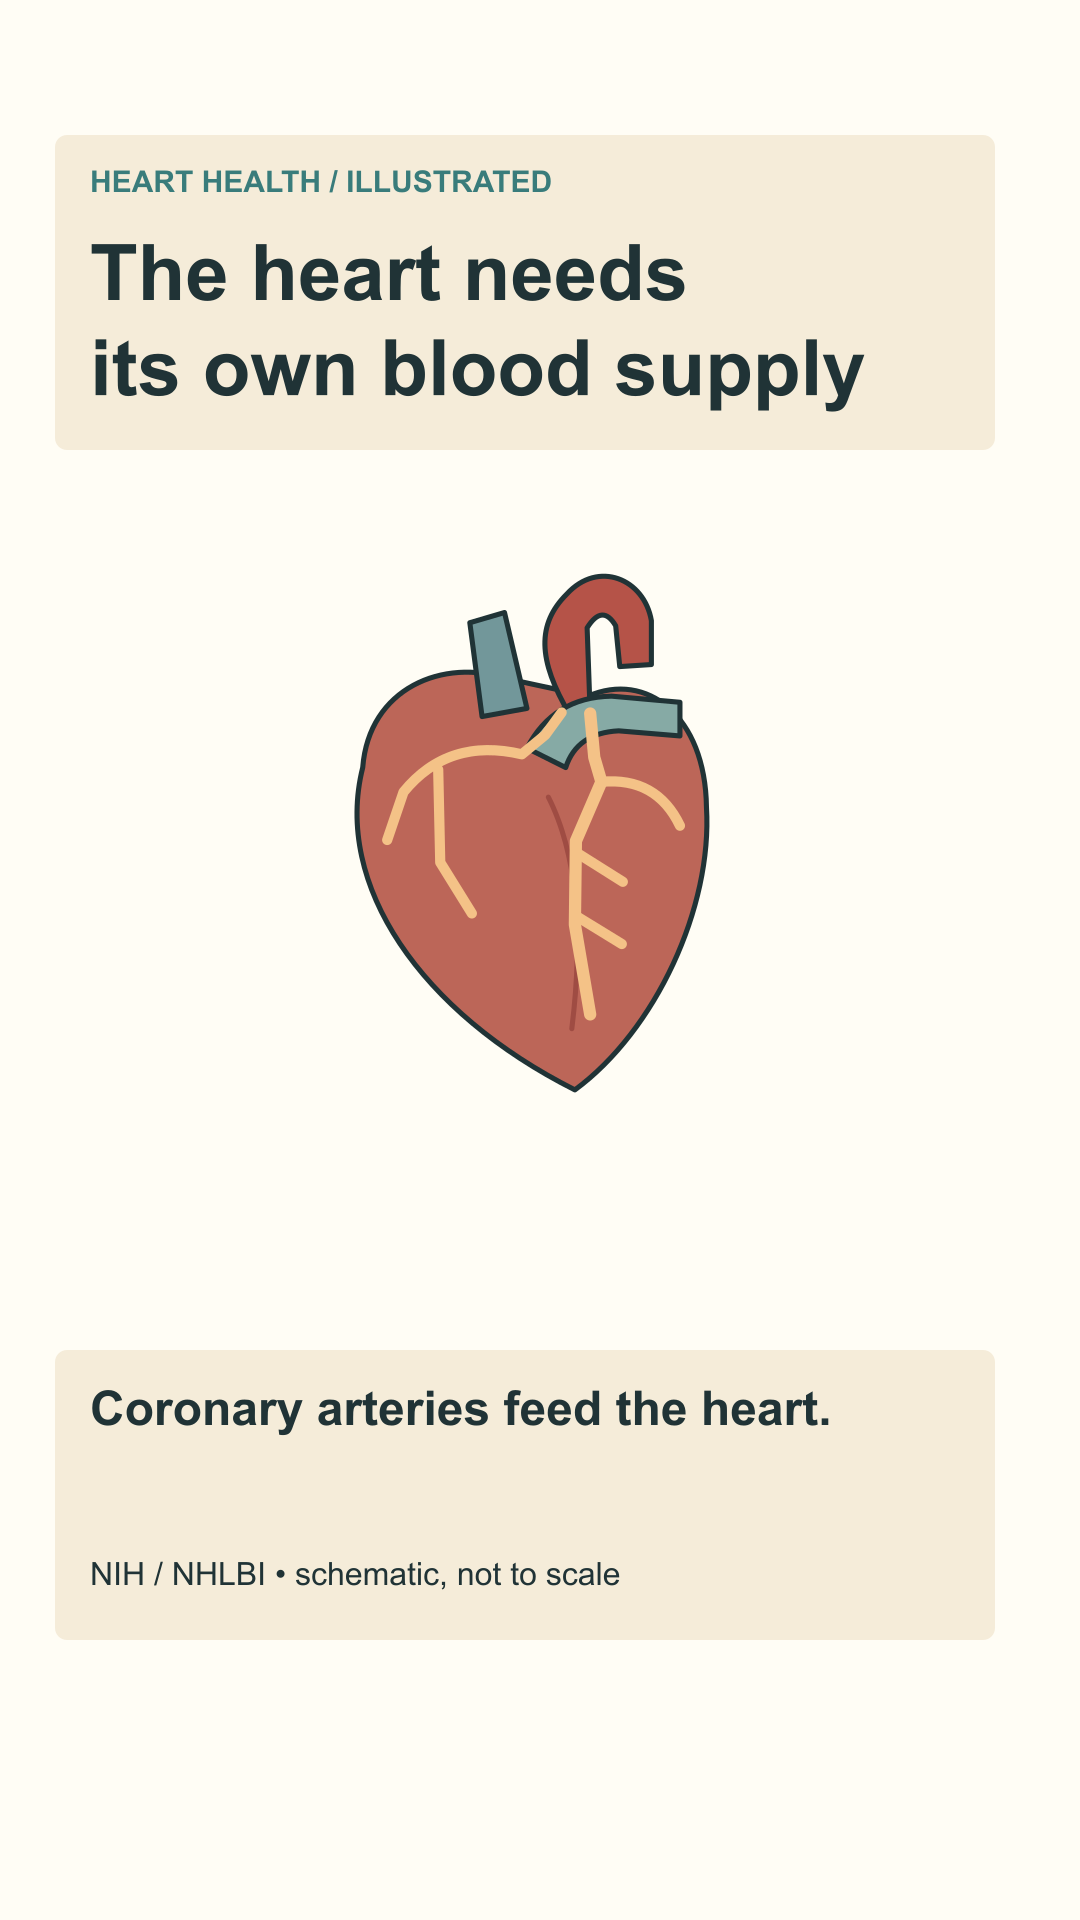 HEART HEALTH / ILLUSTRATED
The heart needs
its own blood supply
Coronary arteries feed the heart.
NIH / NHLBI • schematic, not to scale